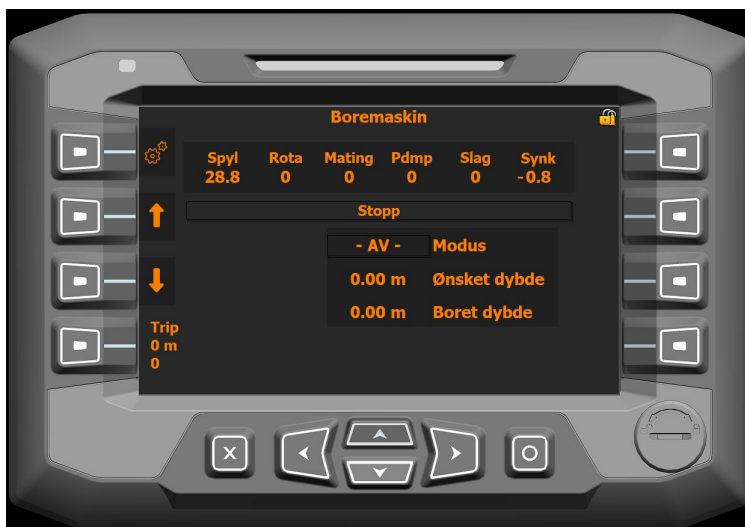 Boremaskin
Spyl Rota Mating Pdmp Slag Synk
28.8 0 0 0 0 -0.8
Stopp
- AV - Modus
0.00 m Ønsket dybde
0.00 m Boret dybde
Trip
0 m
0
X